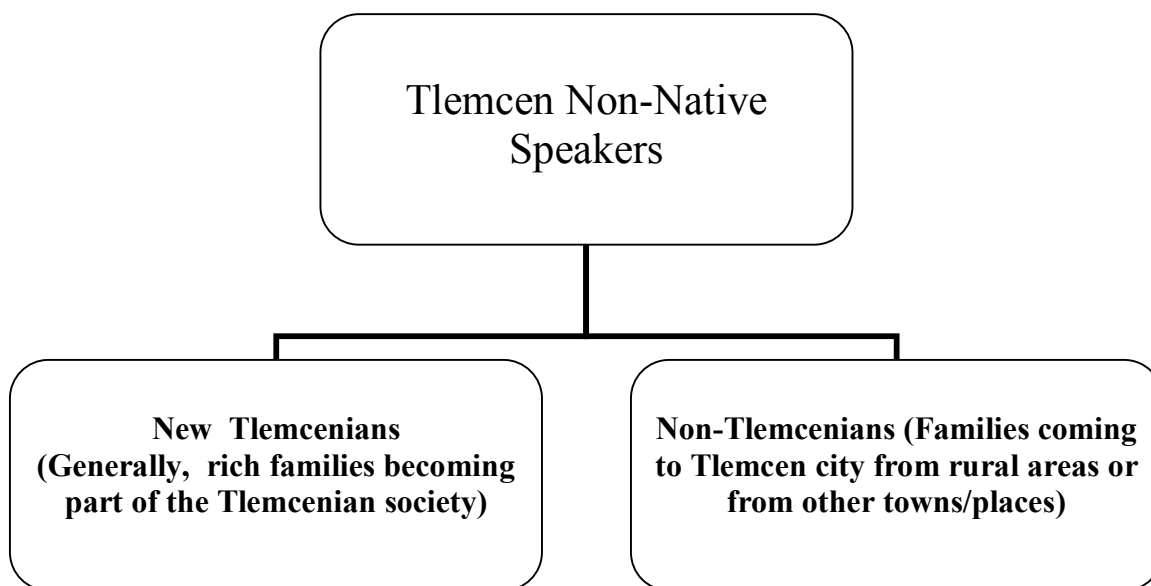 Tlemcen Non-Native
Speakers
New Tlemcenians
(Generally, rich families becoming
part of the Tlemcenian society)
Non-Tlemcenians (Families coming
to Tlemcen city from rural areas or
from other towns/places)